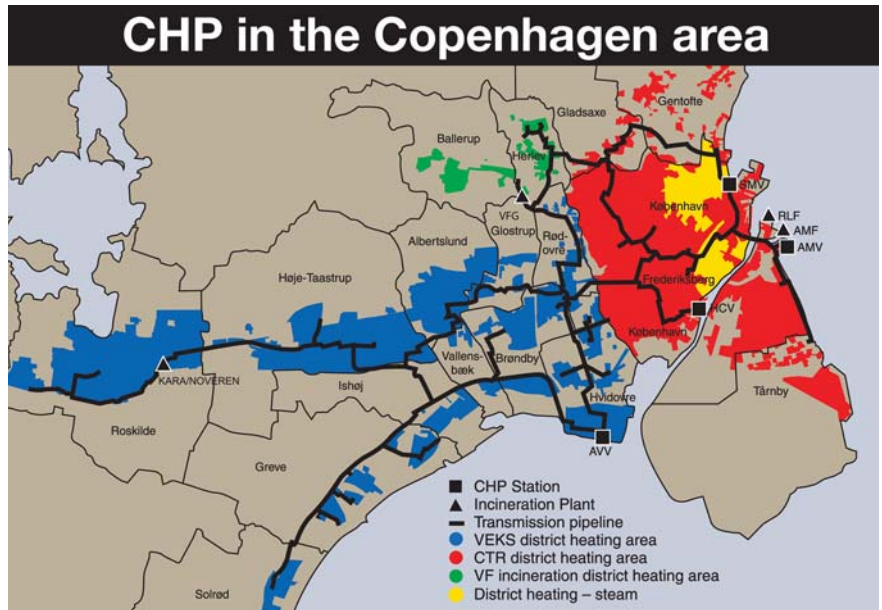 CHP in the Copenhagen area
Gentofte
Gladsaxe
Ballerup
Herlev
SMV
København
VFG
Glostrup
Rød-
ovre
RLF
AMF
AMV
Albertslund
Høje-Taastrup
Frederiksberg
HCV
København
Vallens-
bæk
Brøndby
KARA/NOVEREN
Ishøj
Hvidovre
Tårnby
Roskilde
AVV
Greve
Solrød
CHP Station
Incineration Plant
Transmission pipeline
VEKS district heating area
CTR district heating area
VF incineration district heating area
District heating – steam